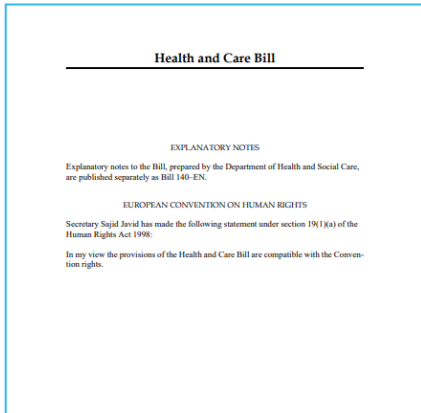 Health and Care Bill
EXPLANATORY NOTES
Explanatory notes to the Bill, prepared by the Department of Health and Social Care,
are published separately as Bill 140–EN.
EUROPEAN CONVENTION ON HUMAN RIGHTS
Secretary Sajid Javid has made the following statement under section 19(1)(a) of the
Human Rights Act 1998:
In my view the provisions of the Health and Care Bill are compatible with the Conven-
tion rights.